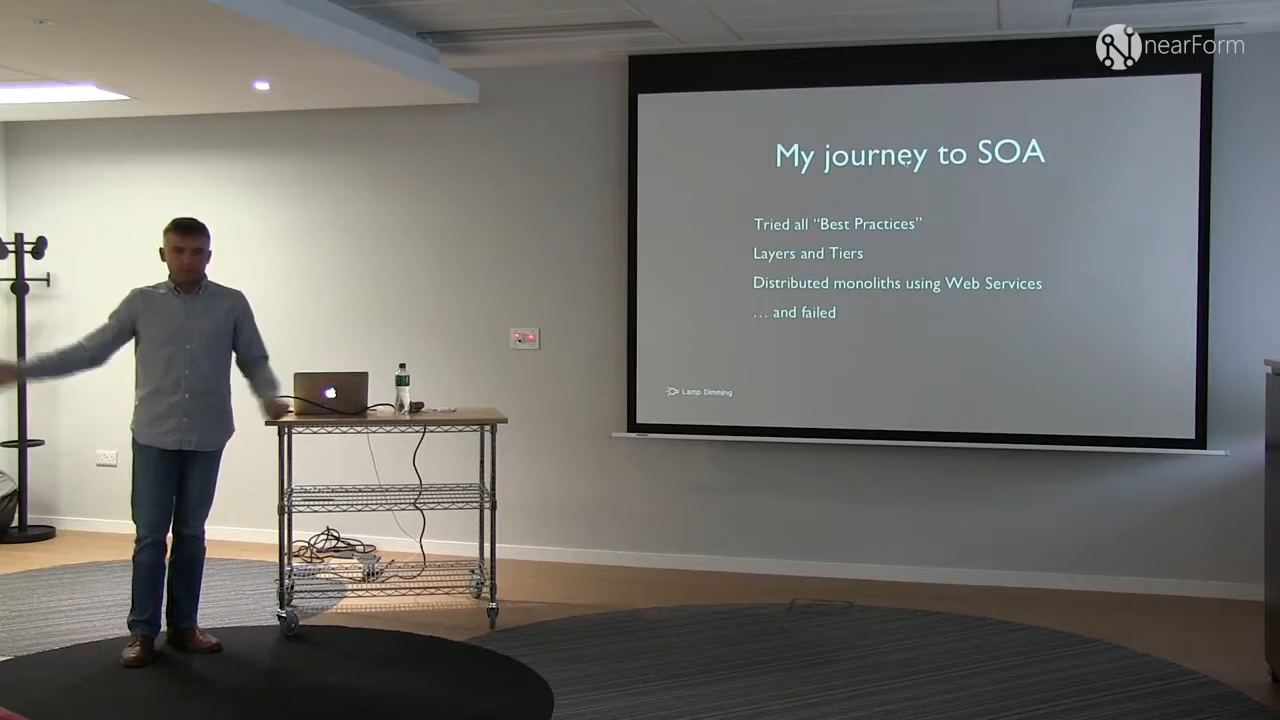 nearForm
My journey to SOA
Tried all “Best Practices”
Layers and Tiers
Distributed monoliths using Web Services
… and failed
Lamp Dimming